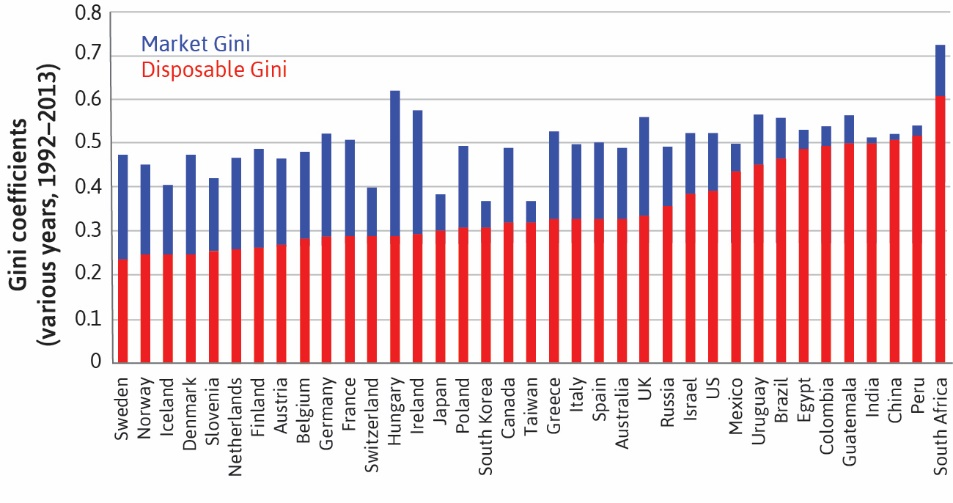 Gini coefficients
(various years, 1992–2013)
0.8
0.7
0.6
0.5
0.4
0.3
0.2
0.1
0
Market Gini
Disposable Gini
Sweden
Norway
Iceland
Denmark
Slovenia
Netherlands
Finland
Austria
Belgium
Germany
France
Switzerland
Hungary
Ireland
Japan
Poland
South Korea
Canada
Taiwan
Greece
Italy
Spain
Australia
UK
Russia
Israel
US
Mexico
Uruguay
Brazil
Egypt
Colombia
Guatemala
India
China
Peru
South Africa